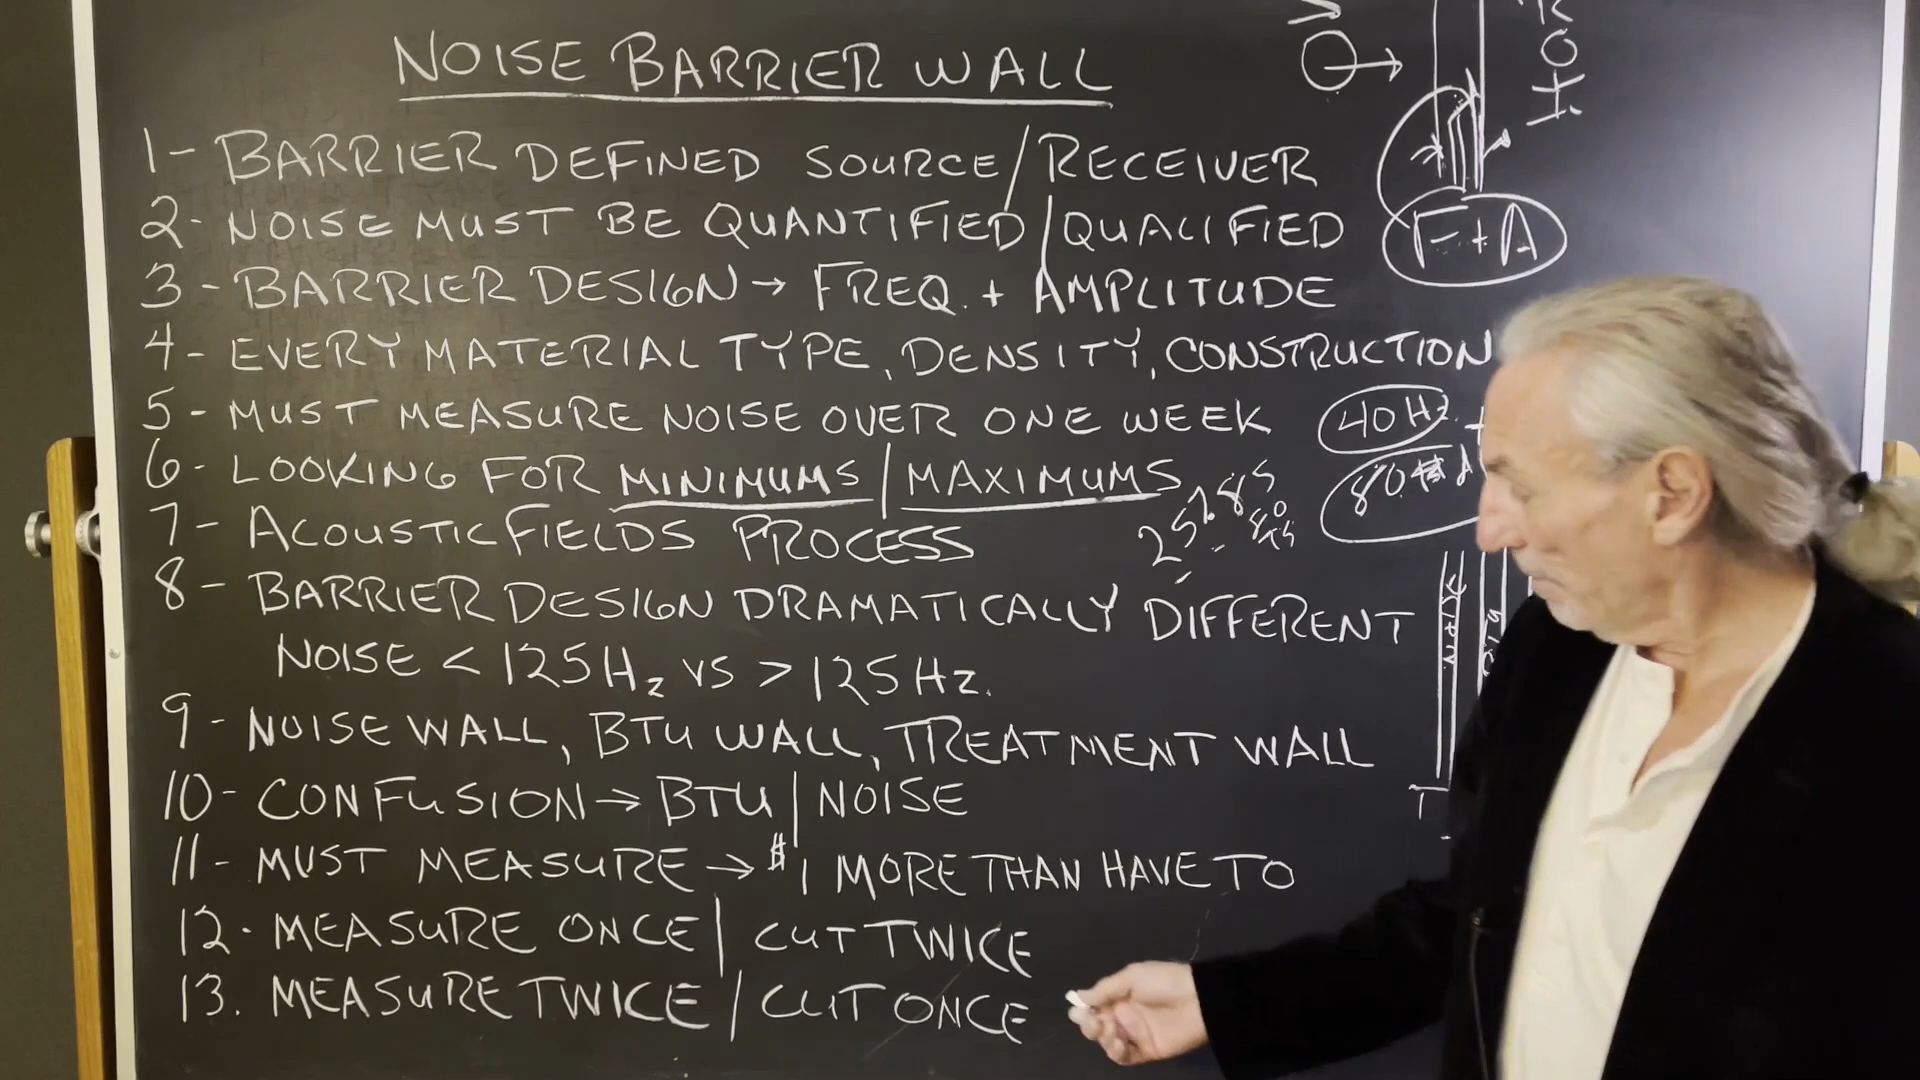 NOISE BARRIER WALL
1- BARRIER DEFINED SOURCE/RECEIVER
2- NOISE MUST BE QUANTIFIED/QUALIFIED
3- BARRIER DESIGN → FREQ. + AMPLITUDE
4- EVERY MATERIAL TYPE, DENSITY, CONSTRUCTION
5- MUST MEASURE NOISE OVER ONE WEEK
6- LOOKING FOR MINIMUMS/MAXIMUMS
7- ACOUSTIC FIELDS PROCESS
8- BARRIER DESIGN DRAMATICALLY DIFFERENT
NOISE < 125Hz VS > 125Hz.
9- NOISE WALL, BTU WALL, TREATMENT WALL
10- CONFUSION → BTU/NOISE
11- MUST MEASURE → $1 MORE THAN HAVE TO
12- MEASURE ONCE/CUT TWICE
13. MEASURE TWICE/CUT ONCE
F+A
40Hz
80
T